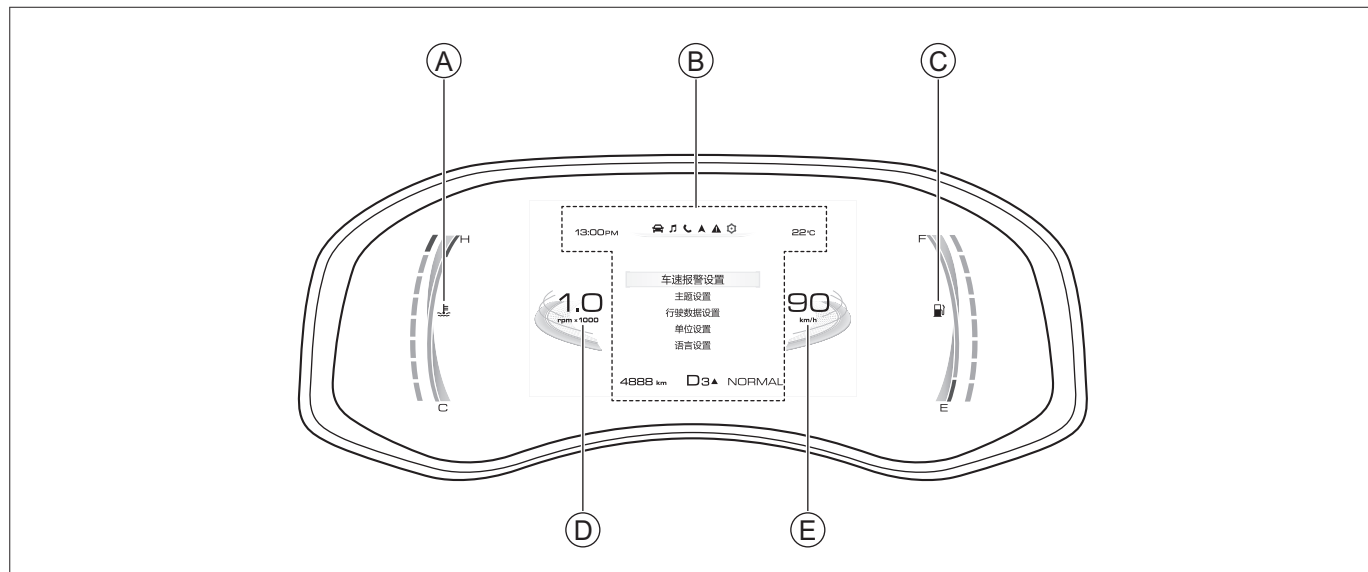 A B C
13:00PM 22°C
H F
车速报警设置
主题设置
1.0 90
行驶数据设置
rpm x 1000 km/h
单位设置
语言设置
4888 km D3▲ NORMAL
C E
D E